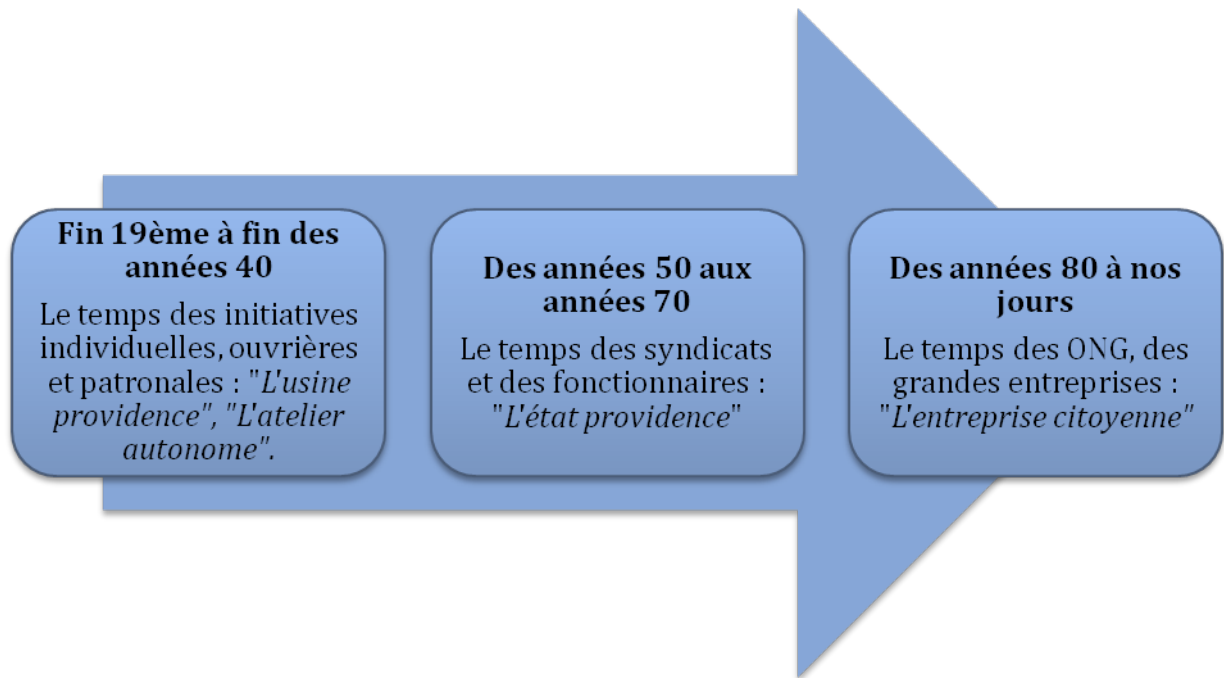 Fin 19ème à fin des
années 40
Le temps des initiatives
individuelles, ouvrières
et patronales : "L'usine
providence", "L'atelier
autonome".
Des années 50 aux
années 70
Le temps des syndicats
et des fonctionnaires :
"L'état providence"
Des années 80 à nos
jours
Le temps des ONG, des
grandes entreprises :
"L'entreprise citoyenne"